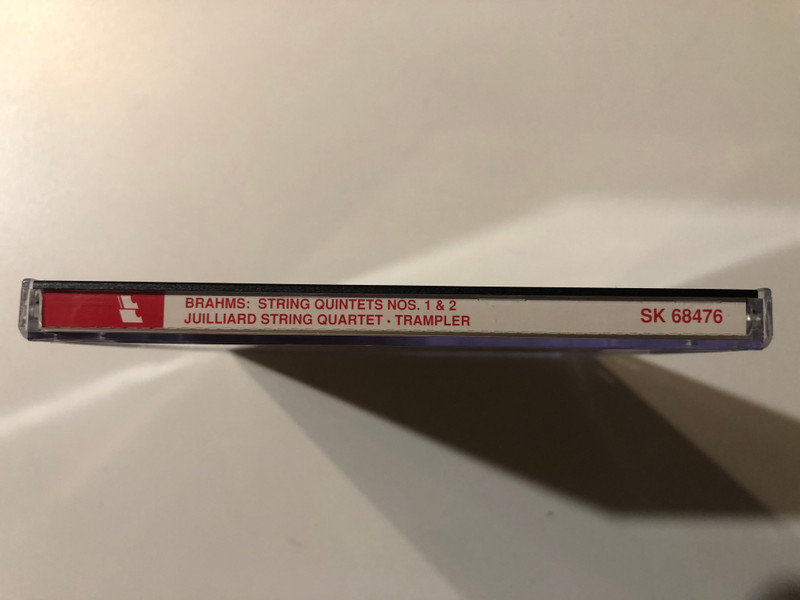 BRAHMS: STRING QUINTETS NOS. 1 & 2
JUILLIARD STRING QUARTET · TRAMPLER
SK 68476